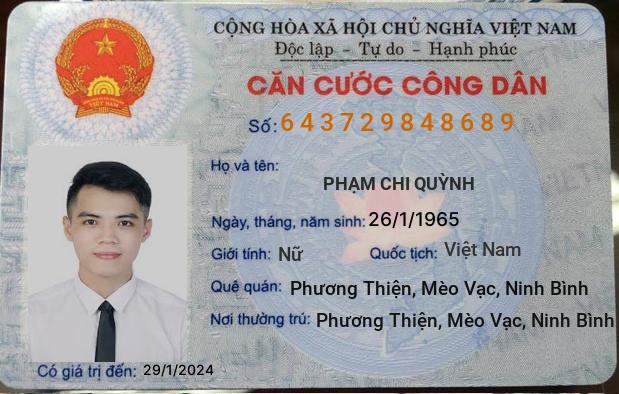 CỘNG HÒA XÃ HỘI CHỦ NGHĨA VIỆT NAM
Độc lập - Tự do - Hạnh phúc
CĂN CƯỚC CÔNG DÂN
Số: 643729848689
Họ và tên:
PHẠM CHI QUỲNH
Ngày, tháng, năm sinh: 26/1/1965
Giới tính: Nữ Quốc tịch: Việt Nam
Quê quán: Phương Thiện, Mèo Vạc, Ninh Bình
Nơi thường trú: Phương Thiện, Mèo Vạc, Ninh Bình
Có giá trị đến: 29/1/2024